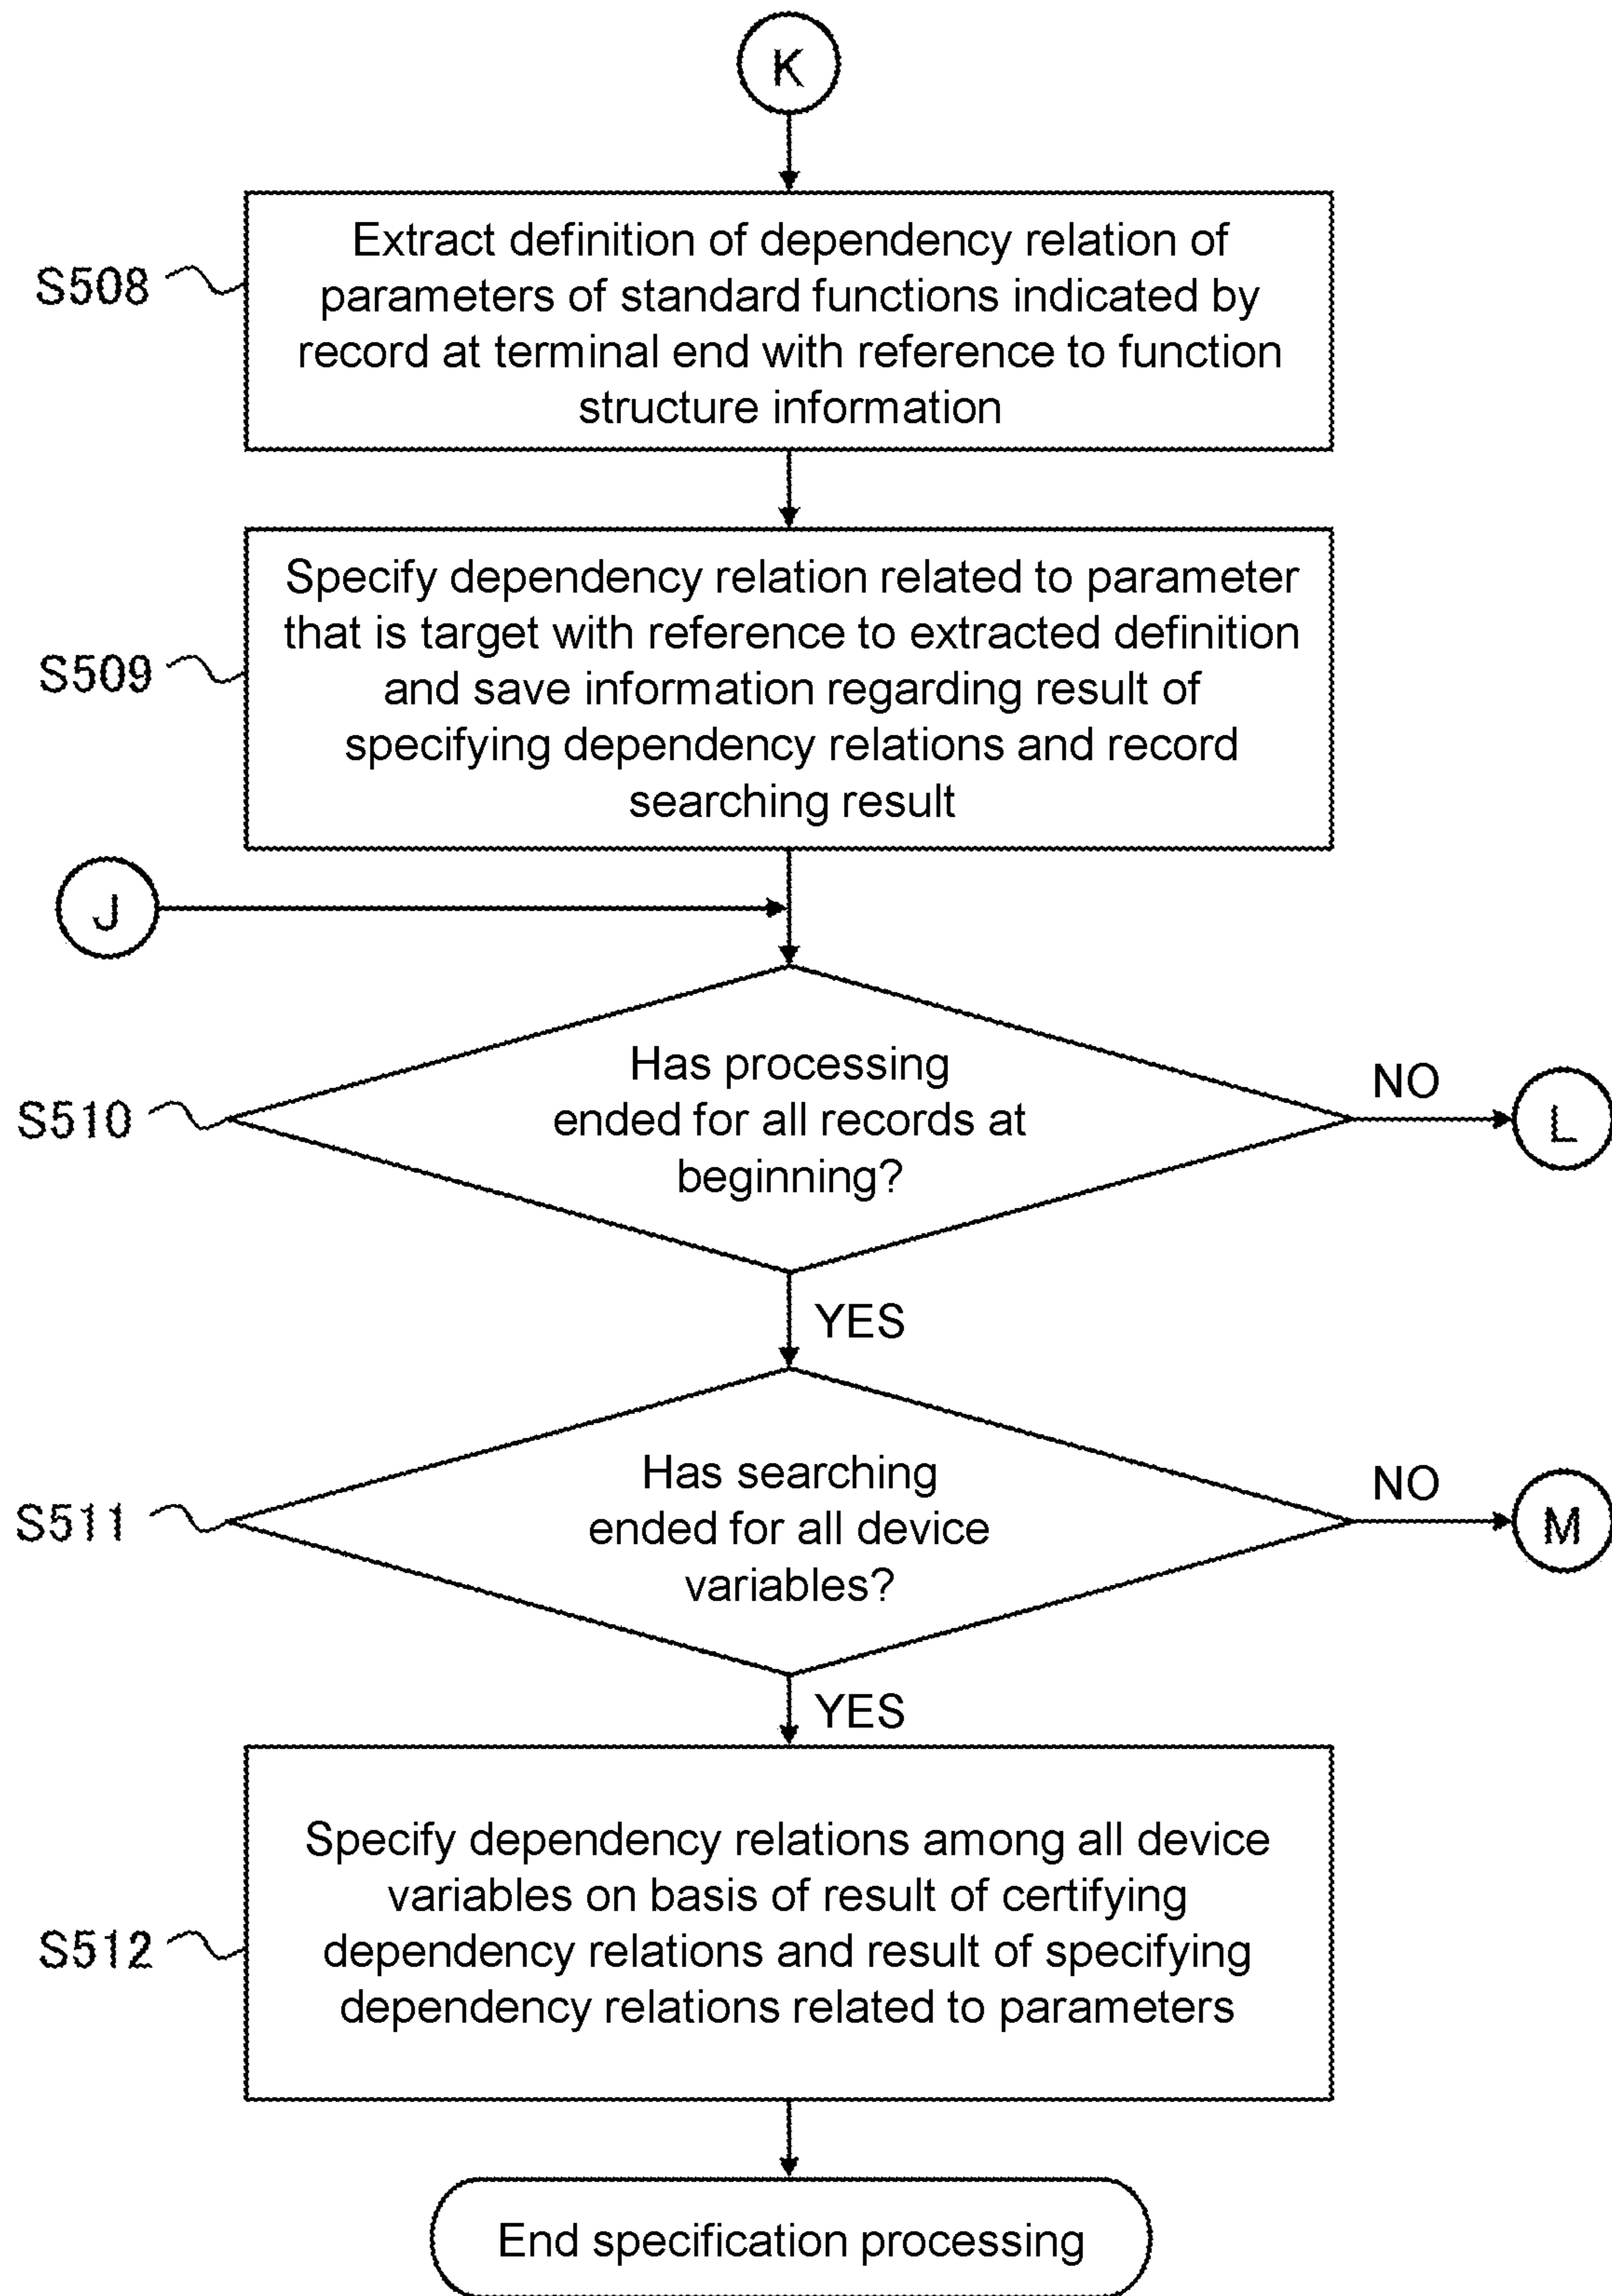 K
S508
Extract definition of dependency relation of
parameters of standard functions indicated by
record at terminal end with reference to function
structure information
S509
Specify dependency relation related to parameter
that is target with reference to extracted definition
and save information regarding result of
specifying dependency relations and record
searching result
J
S510
Has processing
ended for all records at
beginning?
NO
L
YES
S511
Has searching
ended for all device
variables?
NO
M
YES
S512
Specify dependency relations among all device
variables on basis of result of certifying
dependency relations and result of specifying
dependency relations related to parameters
End specification processing